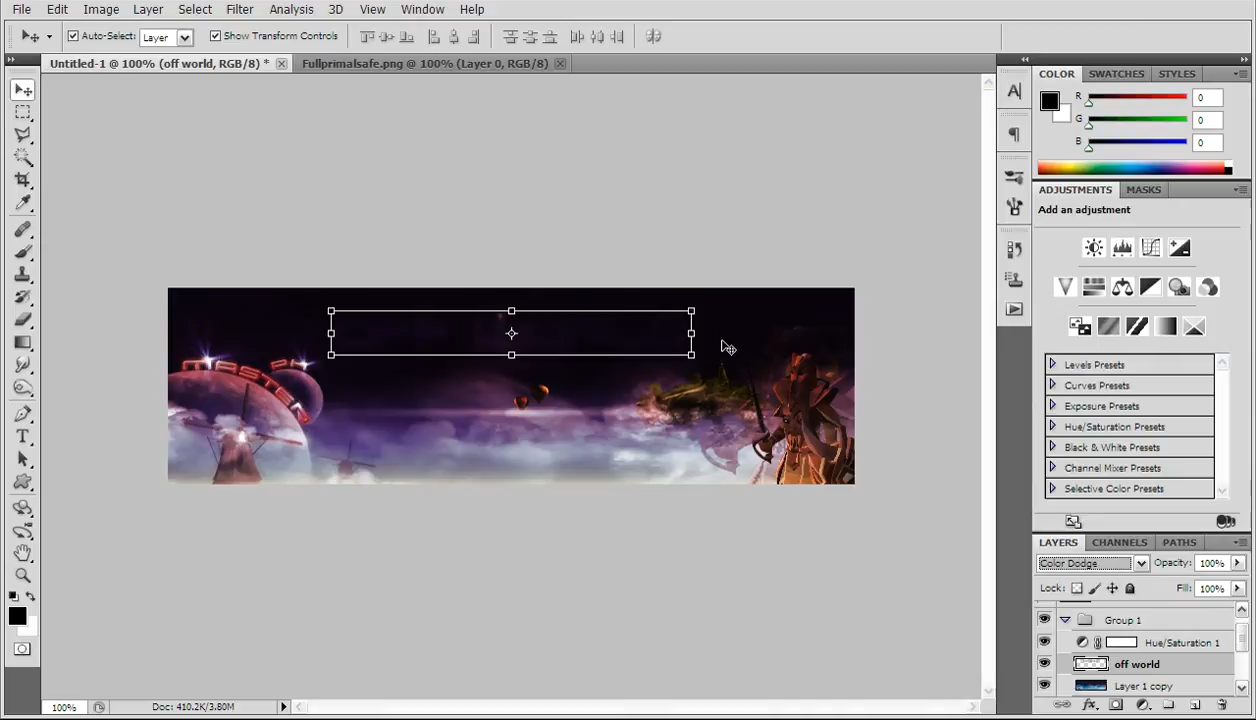 File Edit Image Layer Select Filter Analysis 3D View Window Help
Auto-Select: Layer Show Transform Controls
Untitled-1 @ 100% (off world, RGB/8) * Fullprimalsafe.png @ 100% (Layer 0, RGB/8)
COLOR SWATCHES STYLES
R 0
G 0
B 0
ADJUSTMENTS MASKS
Add an adjustment
MASTER PH
Levels Presets
Curves Presets
Exposure Presets
Hue/Saturation Presets
Black & White Presets
Channel Mixer Presets
Selective Color Presets
LAYERS CHANNELS PATHS
Color Dodge Opacity: 100%
Lock: Fill: 100%
Group 1
Hue/Saturation 1
off world
Layer 1 copy
100% Doc: 410.2K/3.80M